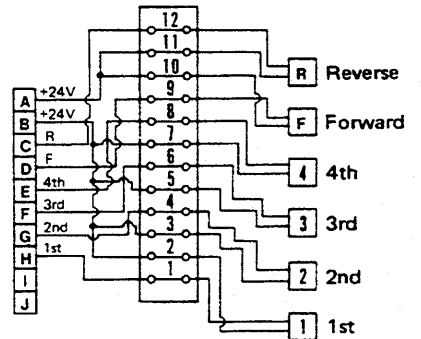 12
11
10
9
8
7
6
5
4
3
2
1
A +24V
B +24V
C R
D F
E 4th
F 3rd
G 2nd
H 1st
I
J
R Reverse
F Forward
4 4th
3 3rd
2 2nd
1 1st